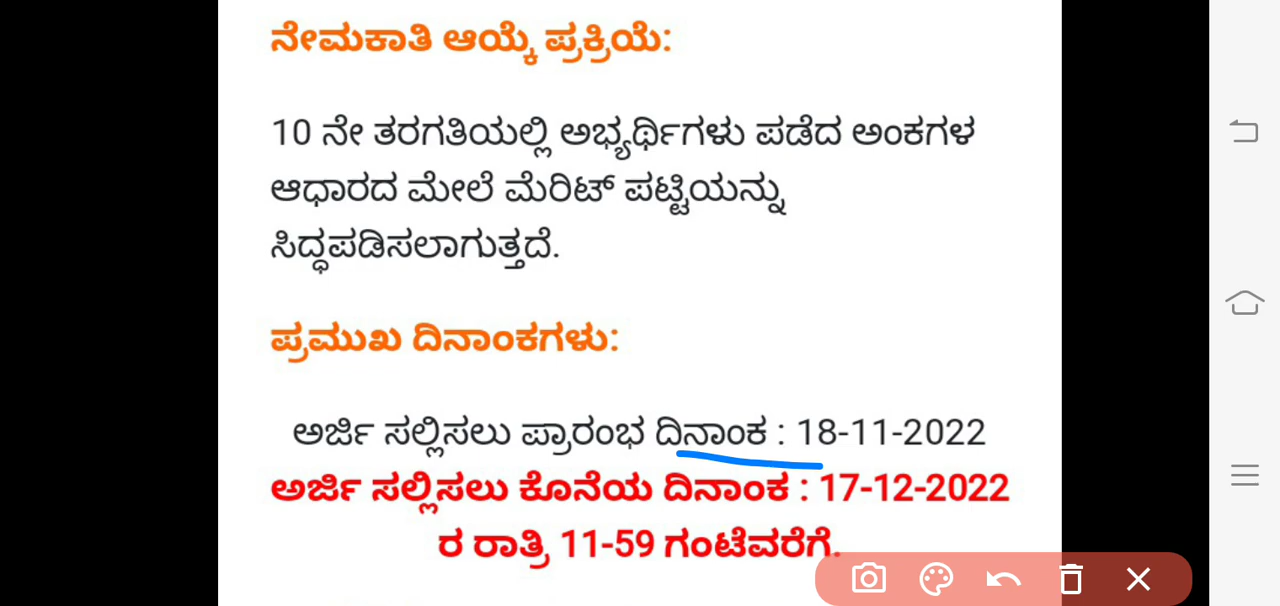 ನೇಮಕಾತಿ ಆಯ್ಕೆ ಪ್ರಕ್ರಿಯೆ:
10 ನೇ ತರಗತಿಯಲ್ಲಿ ಅಭ್ಯರ್ಥಿಗಳು ಪಡೆದ ಅಂಕಗಳ
ಆಧಾರದ ಮೇಲೆ ಮೆರಿಟ್ ಪಟ್ಟಿಯನ್ನು
ಸಿದ್ಧಪಡಿಸಲಾಗುತ್ತದೆ.
ಪ್ರಮುಖ ದಿನಾಂಕಗಳು:
ಅರ್ಜಿ ಸಲ್ಲಿಸಲು ಪ್ರಾರಂಭ ದಿನಾಂಕ : 18-11-2022
ಅರ್ಜಿ ಸಲ್ಲಿಸಲು ಕೊನೆಯ ದಿನಾಂಕ : 17-12-2022
ರ ರಾತ್ರಿ 11-59 ಗಂಟೆವರೆಗೆ.